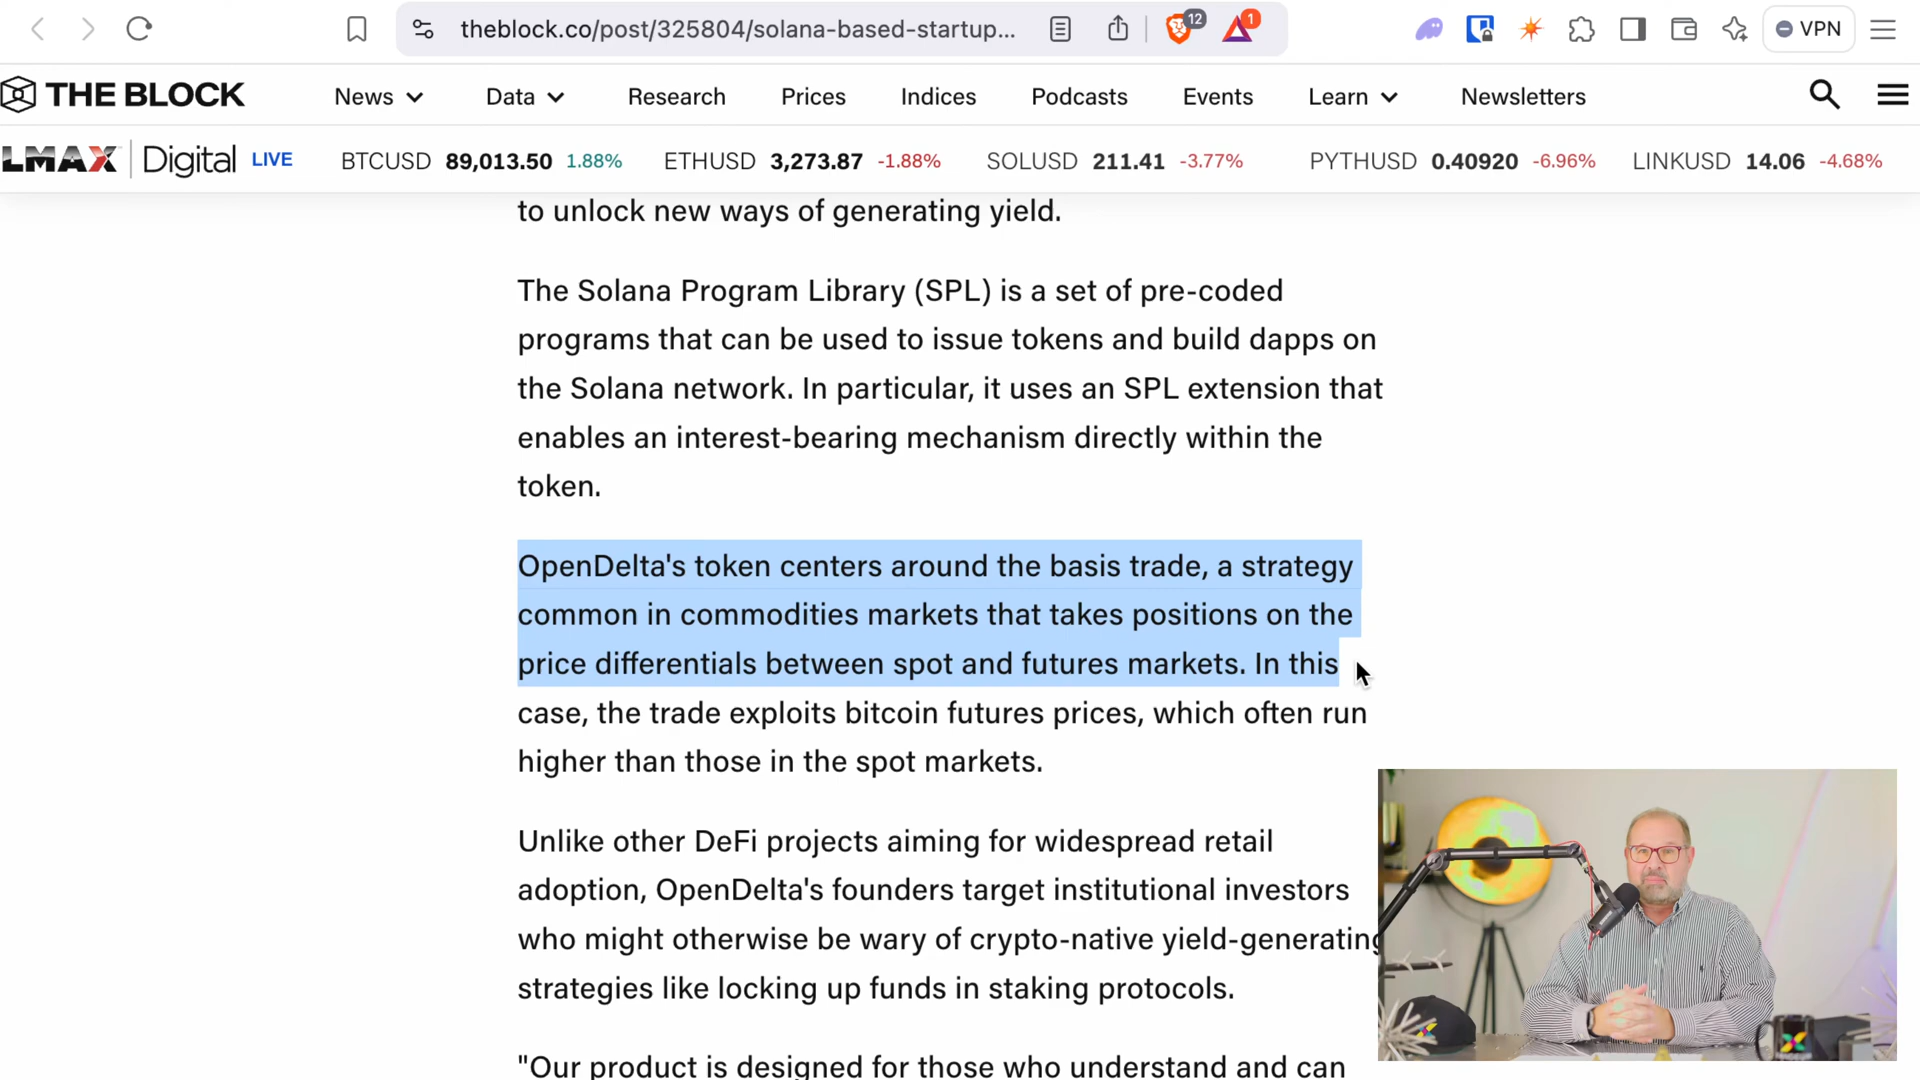 theblock.co/post/325804/solana-based-startup...
12
1
VPN
THE BLOCK
News
Data
Research
Prices
Indices
Podcasts
Events
Learn
Newsletters
LMAX Digital LIVE
BTCUSD 89,013.50 1.88%
ETHUSD 3,273.87 -1.88%
SOLUSD 211.41 -3.77%
PYTHUSD 0.40920 -6.96%
LINKUSD 14.06 -4.68%
to unlock new ways of generating yield.
The Solana Program Library (SPL) is a set of pre-coded
programs that can be used to issue tokens and build dapps on
the Solana network. In particular, it uses an SPL extension that
enables an interest-bearing mechanism directly within the
token.
OpenDelta's token centers around the basis trade, a strategy
common in commodities markets that takes positions on the
price differentials between spot and futures markets. In this
case, the trade exploits bitcoin futures prices, which often run
higher than those in the spot markets.
Unlike other DeFi projects aiming for widespread retail
adoption, OpenDelta's founders target institutional investors
who might otherwise be wary of crypto-native yield-generating
strategies like locking up funds in staking protocols.
"Our product is designed for those who understand and can